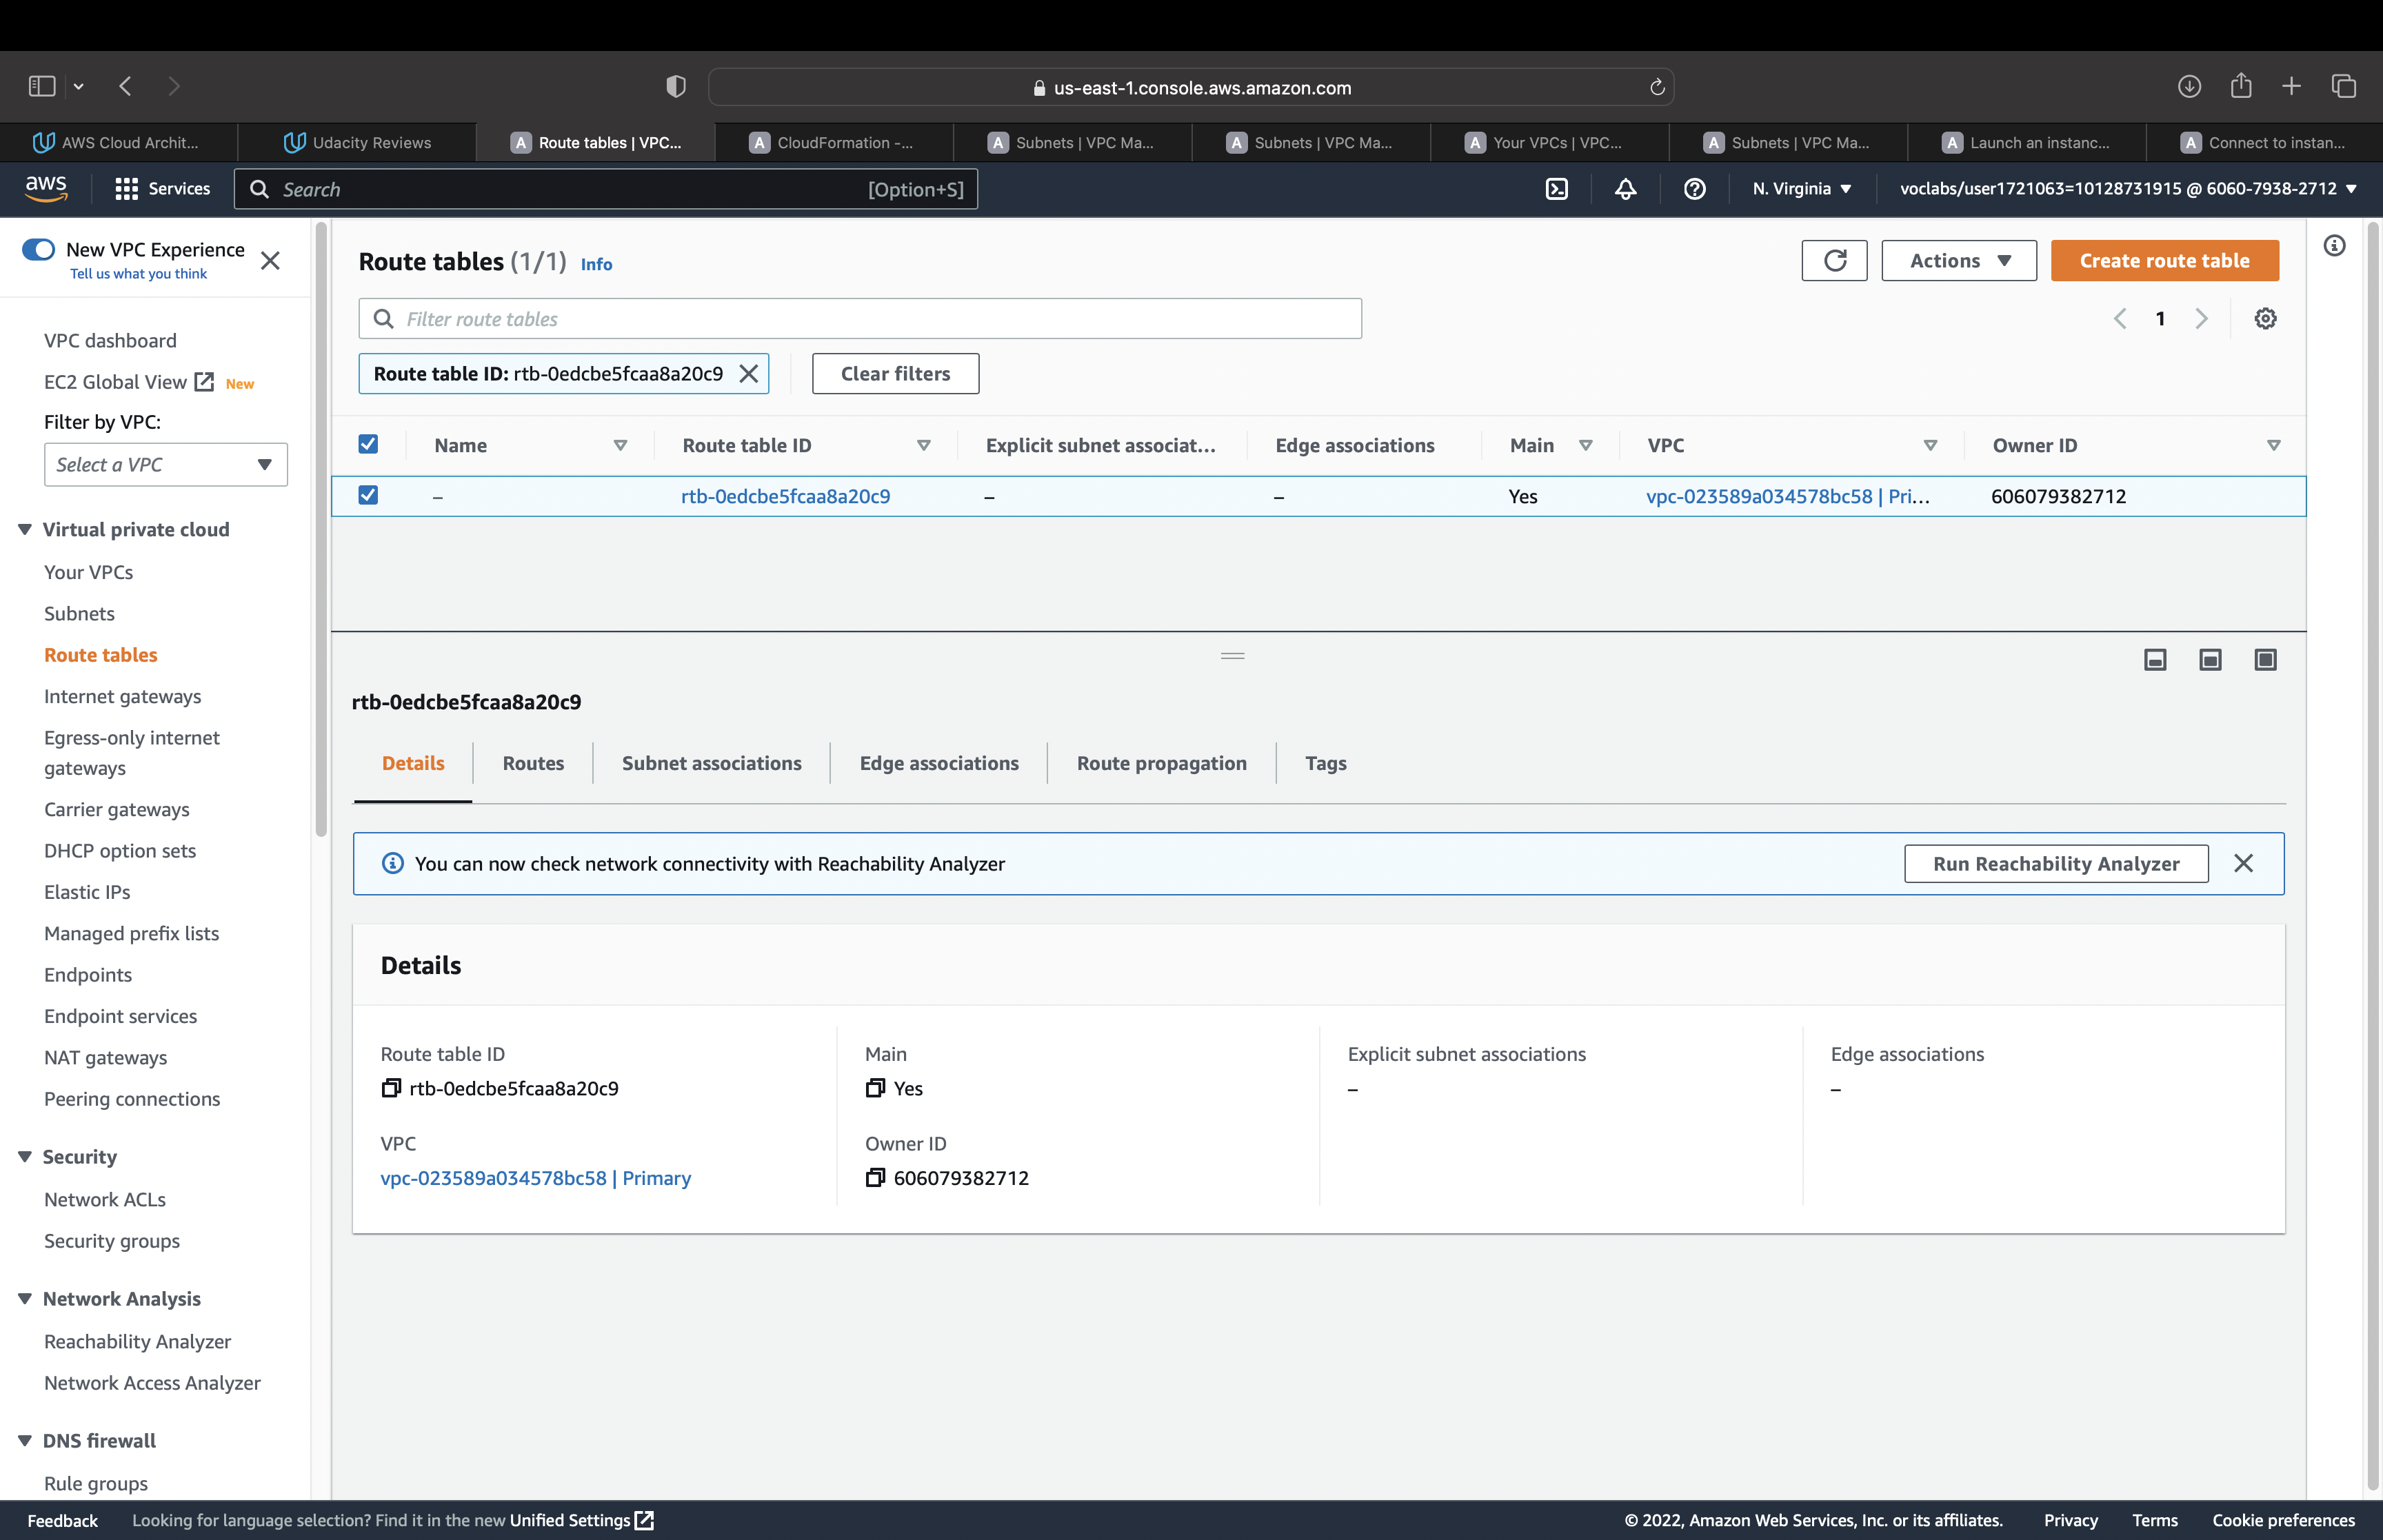 us-east-1.console.aws.amazon.com
AWS Cloud Archit...
Udacity Reviews
A Route tables | VPC...
A CloudFormation -...
A Subnets | VPC Ma...
A Subnets | VPC Ma...
A Your VPCs | VPC...
A Subnets | VPC Ma...
A Launch an instanc...
A Connect to instan...
aws
Services
Search [Option+S]
N. Virginia
voclabs/user1721063=10128731915 @ 6060-7938-2712
New VPC Experience
Tell us what you think
VPC dashboard
EC2 Global View New
Filter by VPC:
Select a VPC
Virtual private cloud
Your VPCs
Subnets
Route tables
Internet gateways
Egress-only internet
gateways
Carrier gateways
DHCP option sets
Elastic IPs
Managed prefix lists
Endpoints
Endpoint services
NAT gateways
Peering connections
Security
Network ACLs
Security groups
Network Analysis
Reachability Analyzer
Network Access Analyzer
DNS firewall
Rule groups
Route tables (1/1) Info
Actions
Create route table
Filter route tables
1
Route table ID: rtb-0edcbe5fcaa8a20c9
Clear filters
Name Route table ID Explicit subnet associat... Edge associations Main VPC Owner ID
– rtb-0edcbe5fcaa8a20c9 – – Yes vpc-023589a034578bc58 | Pri... 606079382712
rtb-0edcbe5fcaa8a20c9
Details Routes Subnet associations Edge associations Route propagation Tags
You can now check network connectivity with Reachability Analyzer
Run Reachability Analyzer
Details
Route table ID
rtb-0edcbe5fcaa8a20c9
Main
Yes
Explicit subnet associations
–
Edge associations
–
VPC
vpc-023589a034578bc58 | Primary
Owner ID
606079382712
Feedback
Looking for language selection? Find it in the new Unified Settings
© 2022, Amazon Web Services, Inc. or its affiliates.
Privacy
Terms
Cookie preferences